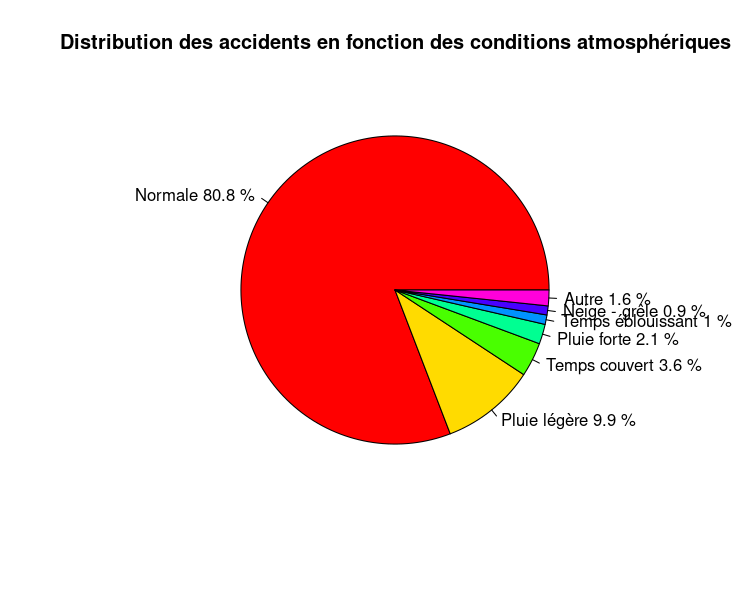 Distribution des accidents en fonction des conditions atmosphériques
Normale 80.8 %
Autre 1.6 %
Neige - grêle 0.9 %
Temps éblouissant 1 %
Pluie forte 2.1 %
Temps couvert 3.6 %
Pluie légère 9.9 %